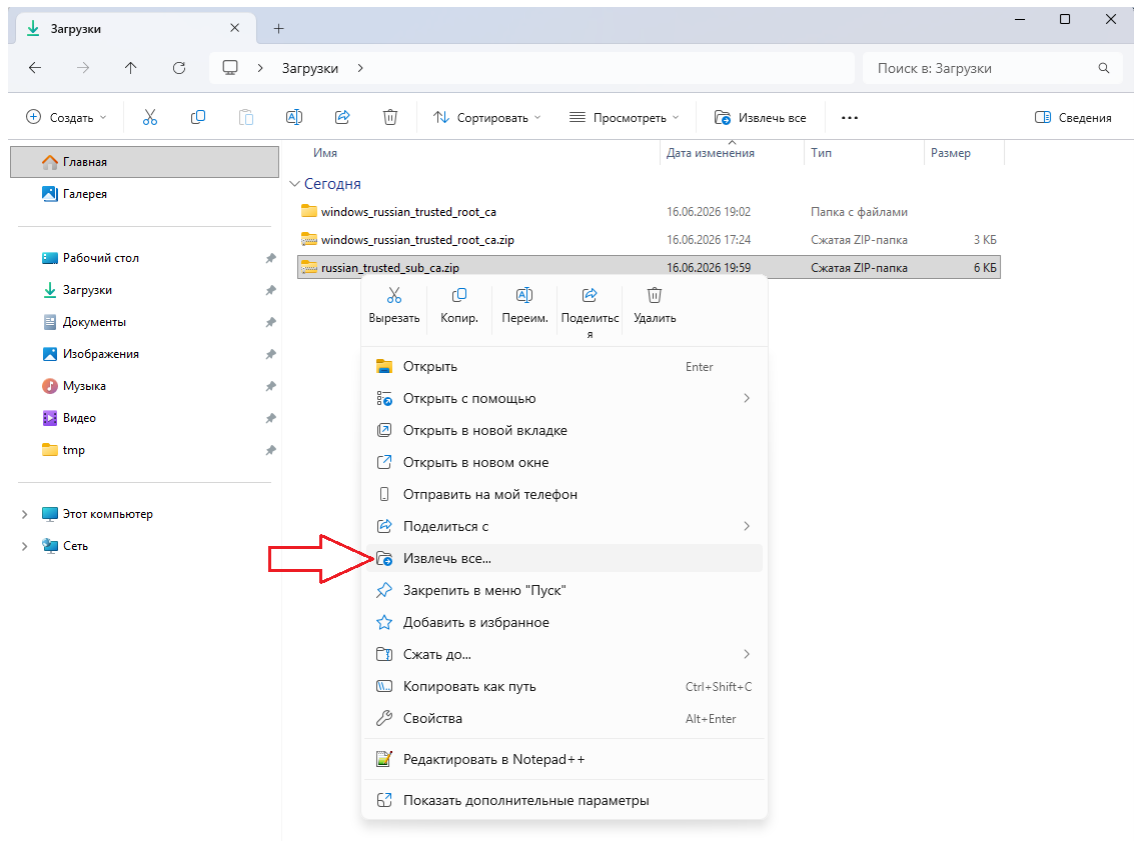 Загрузки
Загрузки
Поиск в: Загрузки
Создать
Сортировать
Просмотреть
Извлечь все
Сведения
Главная
Галерея
Рабочий стол
Загрузки
Документы
Изображения
Музыка
Видео
tmp
Этот компьютер
Сеть
Имя Дата изменения Тип Размер
Сегодня
windows_russian_trusted_root_ca 16.06.2026 19:02 Папка с файлами
windows_russian_trusted_root_ca.zip 16.06.2026 17:24 Сжатая ZIP-папка 3 КБ
russian_trusted_sub_ca.zip 16.06.2026 19:59 Сжатая ZIP-папка 6 КБ
Вырезать
Копир.
Переим.
Поделитьс
я
Удалить
Открыть Enter
Открыть с помощью
Открыть в новой вкладке
Открыть в новом окне
Отправить на мой телефон
Поделиться с
Извлечь все...
Закрепить в меню "Пуск"
Добавить в избранное
Сжать до...
Копировать как путь Ctrl+Shift+C
Свойства Alt+Enter
Редактировать в Notepad++
Показать дополнительные параметры